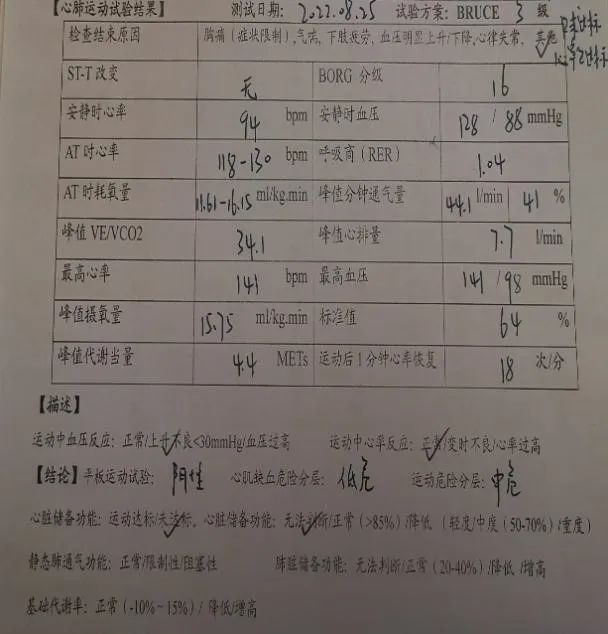 【心肺运动试验结果】 测试日期: 2022.08.25 试验方案: BRUCE 3 级
检查结束原因 胸痛（症状限制）,气喘, 下肢疲劳, 血压明显上升/下降,心律失常, 其他
心率达标
ST-T 改变 无 BORG 分级 16
安静时心率 94 bpm 安静时血压 128 / 88 mmHg
AT 时心率 118-130 bpm 呼吸商（RER） 1.04
AT 时耗氧量 11.61-16.15 ml/kg.min 峰值分钟通气量 44.1 l/min 41 %
峰值 VE/VCO2 34.1 峰值心排量 7.7 l/min
最高心率 141 bpm 最高血压 141 / 98 mmHg
峰值摄氧量 15.75 ml/kg.min 标准值 64 %
峰值代谢当量 4.4 METs 运动后 1 分钟心率恢复 18 次/分
【描述】
运动中血压反应: 正常/上升不良<30mmHg/血压过高 运动中心率反应: 正常/变时不良/心率过高
【结论】平板运动试验: 阴性 心肌缺血危险分层: 低危 运动危险分层: 中危
心脏储备功能: 运动达标/未达标, 心脏储备功能: 无法判断/正常（>85%）/降低 （轻度/中度（50-70%）/重度）
静态肺通气功能: 正常/限制性/阻塞性 肺脏储备功能: 无法判断/正常（20-40%）/降低 /增高
基础代谢率: 正常（-10%~15%）/ 降低/增高